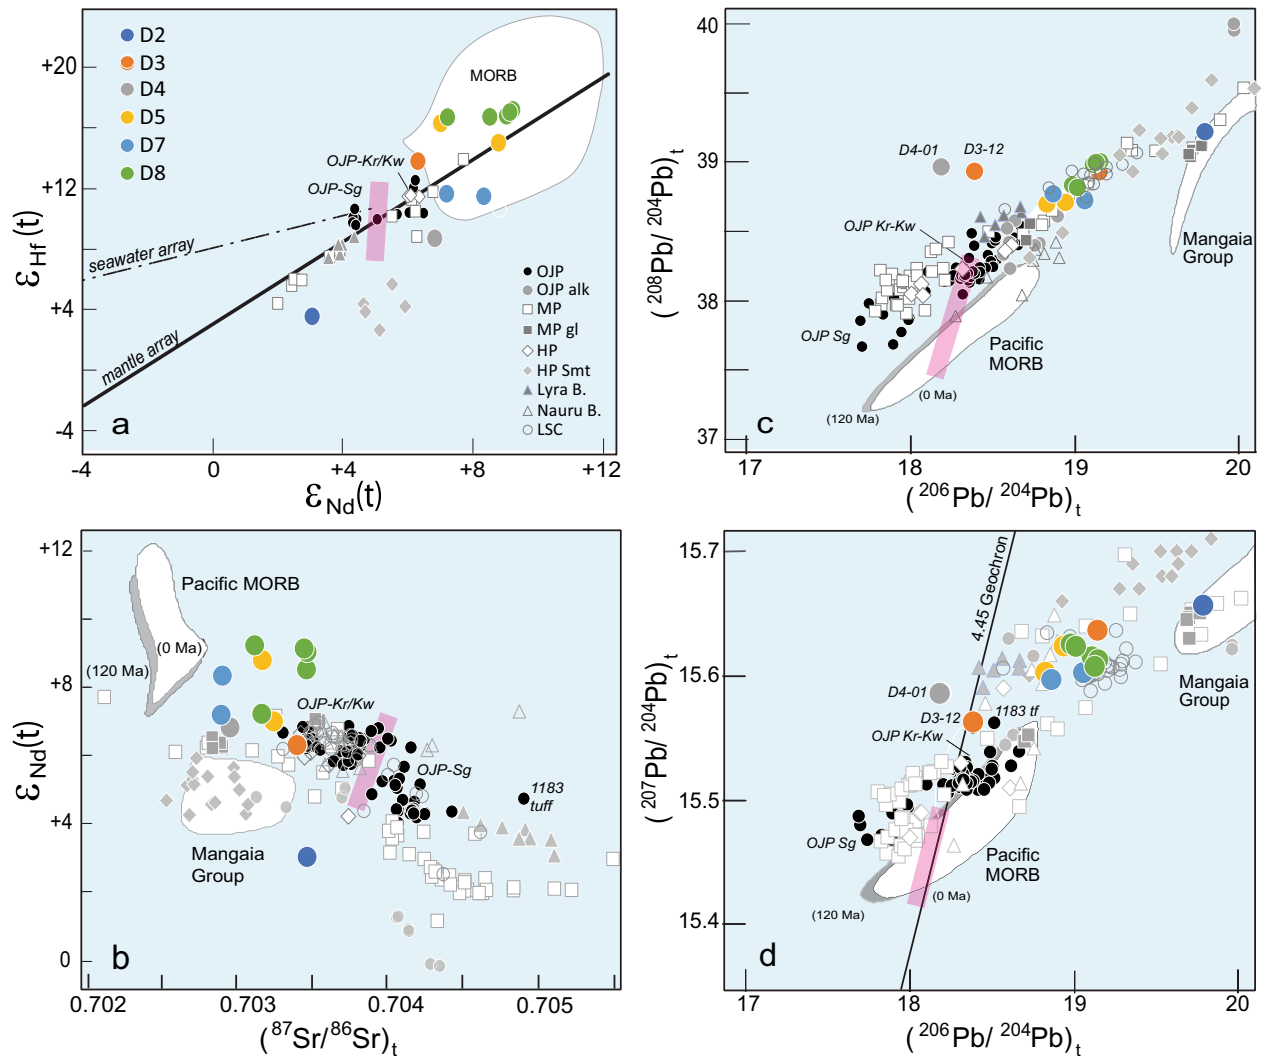 +20
+12
+4
-4
-4
0
+4
+8
+12
εHf(t)
εNd(t)
D2
D3
D4
D5
D7
D8
MORB
OJP-Kr/Kw
OJP-Sg
seawater array
mantle array
OJP
OJP alk
MP
MP gl
HP
HP Smt
Lyra B.
Nauru B.
LSC
a
40
39
38
37
17
18
19
20
(208Pb/ 204Pb)t
(206Pb/ 204Pb)t
D4-01
D3-12
OJP Kr-Kw
OJP Sg
Mangaia
Group
Pacific
MORB
(0 Ma)
(120 Ma)
c
+12
+8
+4
0
0.702
0.703
0.704
0.705
εNd(t)
(87Sr/86Sr)t
Pacific MORB
(0 Ma)
(120 Ma)
OJP-Kr/Kw
OJP-Sg
1183
tuff
Mangaia
Group
b
15.7
15.6
15.5
15.4
17
18
19
20
(207Pb/ 204Pb)t
(206Pb/ 204Pb)t
4.45 Geochron
D4-01
D3-12
1183 tf
OJP Kr-Kw
OJP Sg
Mangaia
Group
Pacific
MORB
(0 Ma)
(120 Ma)
d